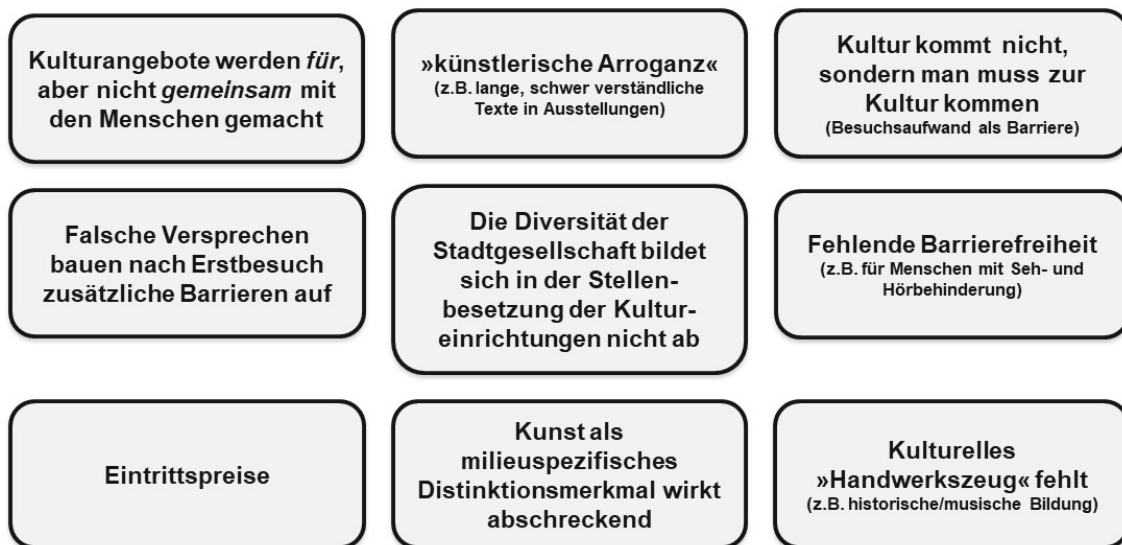 Kulturangebote werden für,
aber nicht gemeinsam mit
den Menschen gemacht
»künstlerische Arroganz«
(z.B. lange, schwer verständliche
Texte in Ausstellungen)
Kultur kommt nicht,
sondern man muss zur
Kultur kommen
(Besuchsaufwand als Barriere)
Falsche Versprechen
bauen nach Erstbesuch
zusätzliche Barrieren auf
Die Diversität der
Stadtgesellschaft bildet
sich in der Stellen-
besetzung der Kultur-
einrichtungen nicht ab
Fehlende Barrierefreiheit
(z.B. für Menschen mit Seh- und
Hörbehinderung)
Eintrittspreise
Kunst als
milieuspezifisches
Distinktionsmerkmal wirkt
abschreckend
Kulturelles
»Handwerkszeug« fehlt
(z.B. historische/musische Bildung)